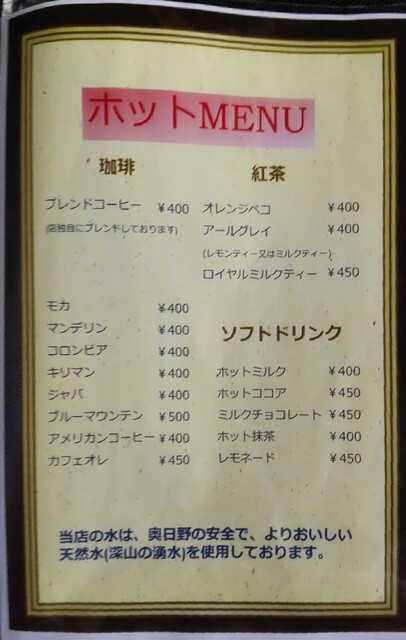 ホットMENU
珈琲
ブレンドコーヒー ¥400
(店独自にブレンドしております)
モカ ¥400
マンデリン ¥400
コロンビア ¥400
キリマン ¥400
ジャバ ¥400
ブルーマウンテン ¥500
アメリカンコーヒー ¥400
カフェオレ ¥450
紅茶
オレンジペコ ¥400
アールグレイ ¥400
(レモンティー又はミルクティー)
ロイヤルミルクティー ¥450
ソフトドリンク
ホットミルク ¥400
ホットココア ¥450
ミルクチョコレート ¥450
ホット抹茶 ¥400
レモネード ¥450
当店の水は、奥日野の安全で、よりおいしい
天然水(深山の湧水)を使用しております。